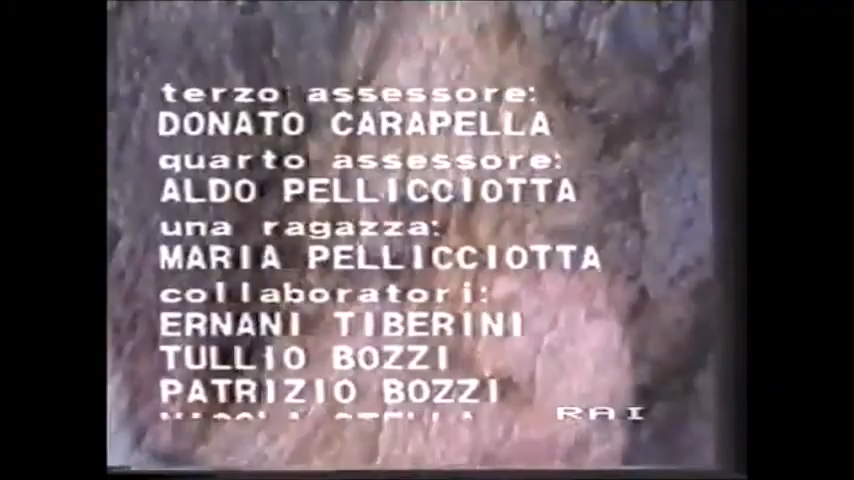 terzo assessore:
DONATO CARAPELLA
quarto assessore:
ALDO PELLICCIOTTA
una ragazza:
MARIA PELLICCIOTTA
collaboratori:
ERNANI TIBERINI
TULLIO BOZZI
PATRIZIO BOZZI
RAI